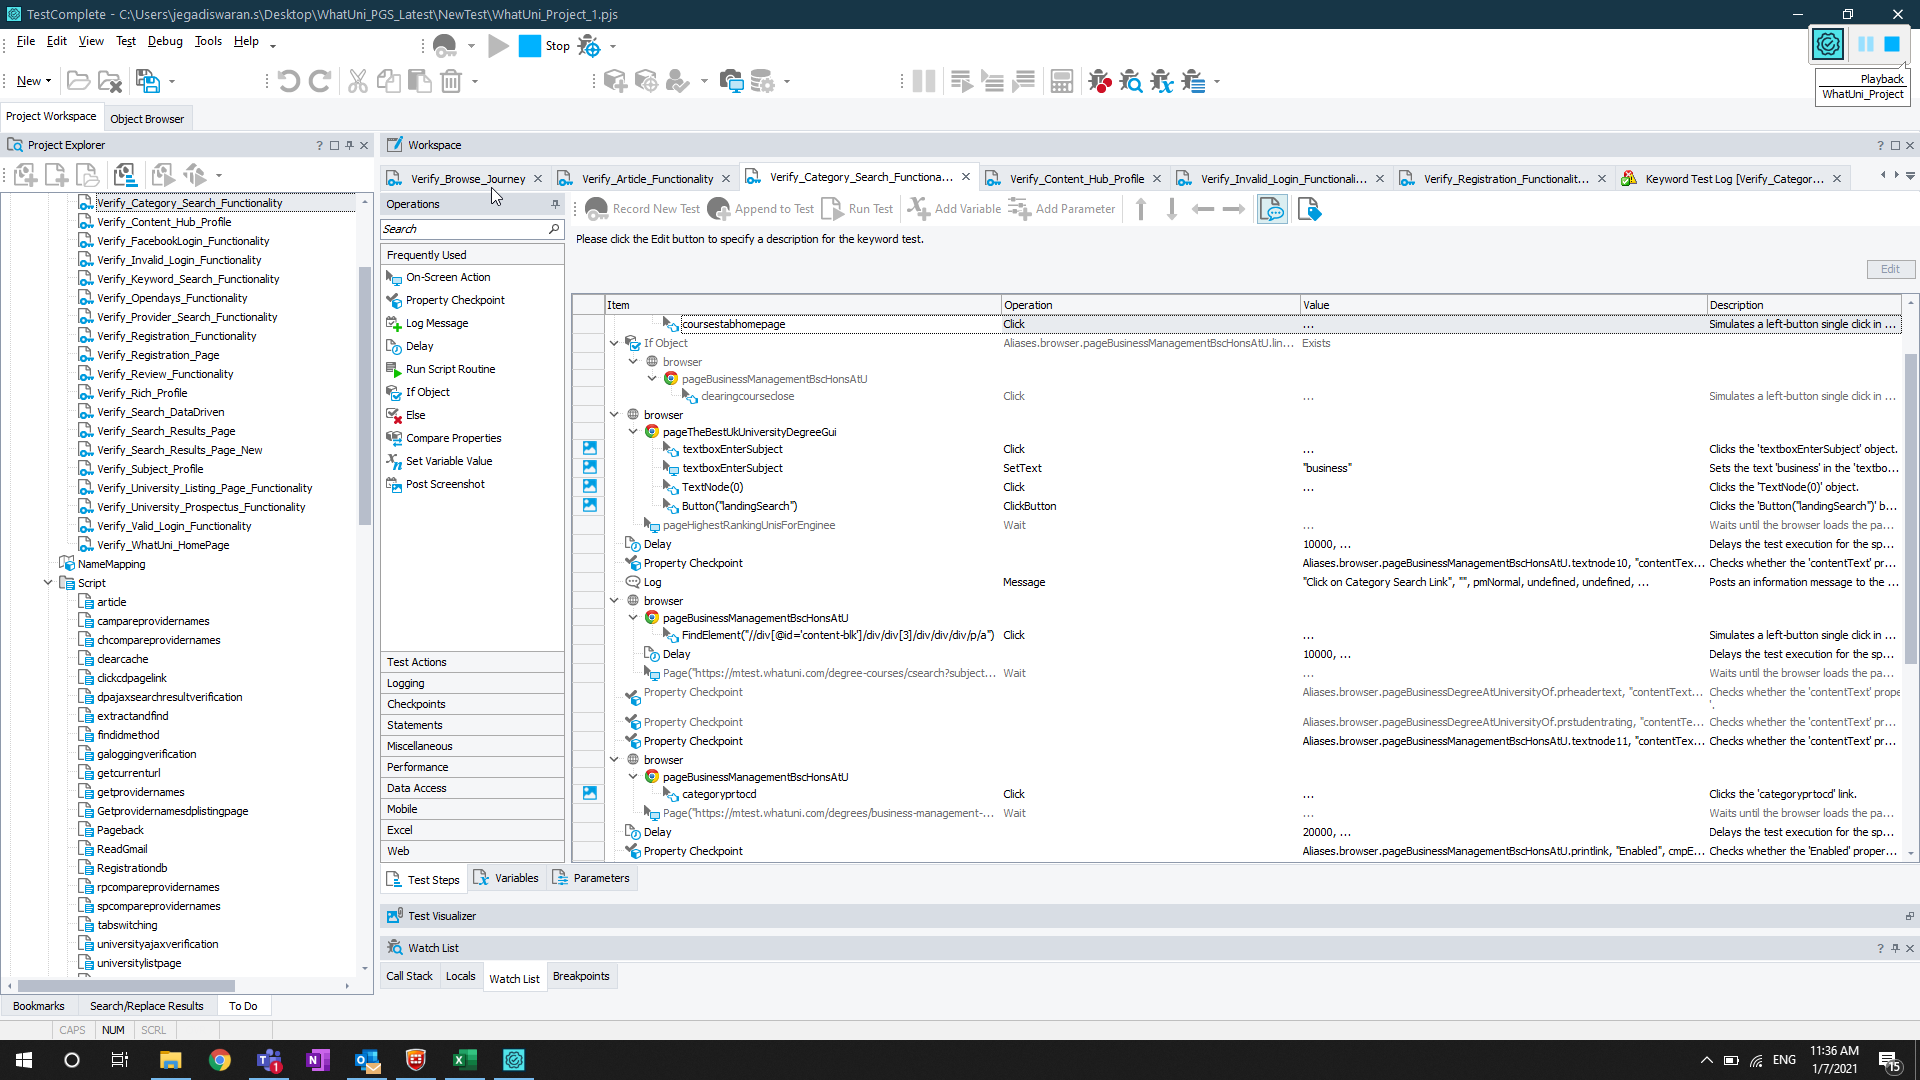 TestComplete - C:\Users\jegadiswaran.s\Desktop\WhatUni_PGS_Latest\NewTest\WhatUni_Project_1.pjs
File Edit View Test Debug Tools Help
Stop
New
Playback
WhatUni_Project
Project Workspace
Object Browser
Project Explorer
Workspace
Verify_Browse_Journey
Verify_Article_Functionality
Verify_Category_Search_Functiona...
Verify_Content_Hub_Profile
Verify_Invalid_Login_Functionali...
Verify_Registration_Functionalit...
Keyword Test Log [Verify_Categor...
Verify_Category_Search_Functionality
Verify_Content_Hub_Profile
Verify_FacebookLogin_Functionality
Verify_Invalid_Login_Functionality
Verify_Keyword_Search_Functionality
Verify_Opendays_Functionality
Verify_Provider_Search_Functionality
Verify_Registration_Functionality
Verify_Registration_Page
Verify_Review_Functionality
Verify_Rich_Profile
Verify_Search_DataDriven
Verify_Search_Results_Page
Verify_Search_Results_Page_New
Verify_Subject_Profile
Verify_University_Listing_Page_Functionality
Verify_University_Prospectus_Functionality
Verify_Valid_Login_Functionality
Verify_WhatUni_HomePage
NameMapping
Script
article
campareprovidernames
chcompareprovidernames
clearcache
clickcdpagelink
dpajaxsearchresultverification
extractandfind
findidmethod
galoggingverification
getcurrenturl
getprovidernames
Getprovidernamesdplistingpage
Pageback
ReadGmail
Registrationdb
rpcompareprovidernames
spcompareprovidernames
tabswitching
universityajaxverification
universitylistpage
Bookmarks
Search/Replace Results
To Do
CAPS NUM SCRL
Operations
Search
Frequently Used
On-Screen Action
Property Checkpoint
Log Message
Delay
Run Script Routine
If Object
Else
Compare Properties
Set Variable Value
Post Screenshot
Test Actions
Logging
Checkpoints
Statements
Miscellaneous
Performance
Data Access
Mobile
Excel
Web
Record New Test Append to Test Run Test Add Variable Add Parameter
Please click the Edit button to specify a description for the keyword test.
Edit
Item Operation Value Description
coursestabhomepage Click ... Simulates a left-button single click in ...
If Object Aliases.browser.pageBusinessManagementBscHonsAtU.lin... Exists
browser
pageBusinessManagementBscHonsAtU
clearingcourseclose Click ... Simulates a left-button single click in ...
browser
pageTheBestUkUniversityDegreeGui
textboxEnterSubject Click ... Clicks the 'textboxEnterSubject' object.
textboxEnterSubject SetText "business" Sets the text 'business' in the 'textbo...
TextNode(0) Click ... Clicks the 'TextNode(0)' object.
Button("landingSearch") ClickButton Clicks the 'Button("landingSearch")' b...
pageHighestRankingUnisForEnginee Wait ... Waits until the browser loads the pa...
Delay 10000, ... Delays the test execution for the sp...
Property Checkpoint Aliases.browser.pageBusinessManagementBscHonsAtU.textnode10, "contentTex... Checks whether the 'contentText' pr...
Log Message "Click on Category Search Link", "", pmNormal, undefined, undefined, ... Posts an information message to the ...
browser
pageBusinessManagementBscHonsAtU
FindElement("//div[@id='content-blk']/div/div[3]/div/div/div/p/a") Click ... Simulates a left-button single click in ...
Delay 10000, ... Delays the test execution for the sp...
Page("https://mtest.whatuni.com/degree-courses/csearch?subject... Wait ... Waits until the browser loads the pa...
Property Checkpoint Aliases.browser.pageBusinessDegreeAtUniversityOf.prheadertext, "contentText... Checks whether the 'contentText' prope
'.
Property Checkpoint Aliases.browser.pageBusinessDegreeAtUniversityOf.prstudentrating, "contentTe... Checks whether the 'contentText' pr...
Property Checkpoint Aliases.browser.pageBusinessManagementBscHonsAtU.textnode11, "contentTex... Checks whether the 'contentText' pr...
browser
pageBusinessManagementBscHonsAtU
categoryprtocd Click ... Clicks the 'categoryprtocd' link.
Page("https://mtest.whatuni.com/degrees/business-management-... Wait ... Waits until the browser loads the pa...
Delay 20000, ... Delays the test execution for the sp...
Property Checkpoint Aliases.browser.pageBusinessManagementBscHonsAtU.printlink, "Enabled", cmpE... Checks whether the 'Enabled' proper...
Test Steps
Variables
Parameters
Test Visualizer
Watch List
Call Stack
Locals
Watch List
Breakpoints
1
ENG
11:36 AM
1/7/2021
15